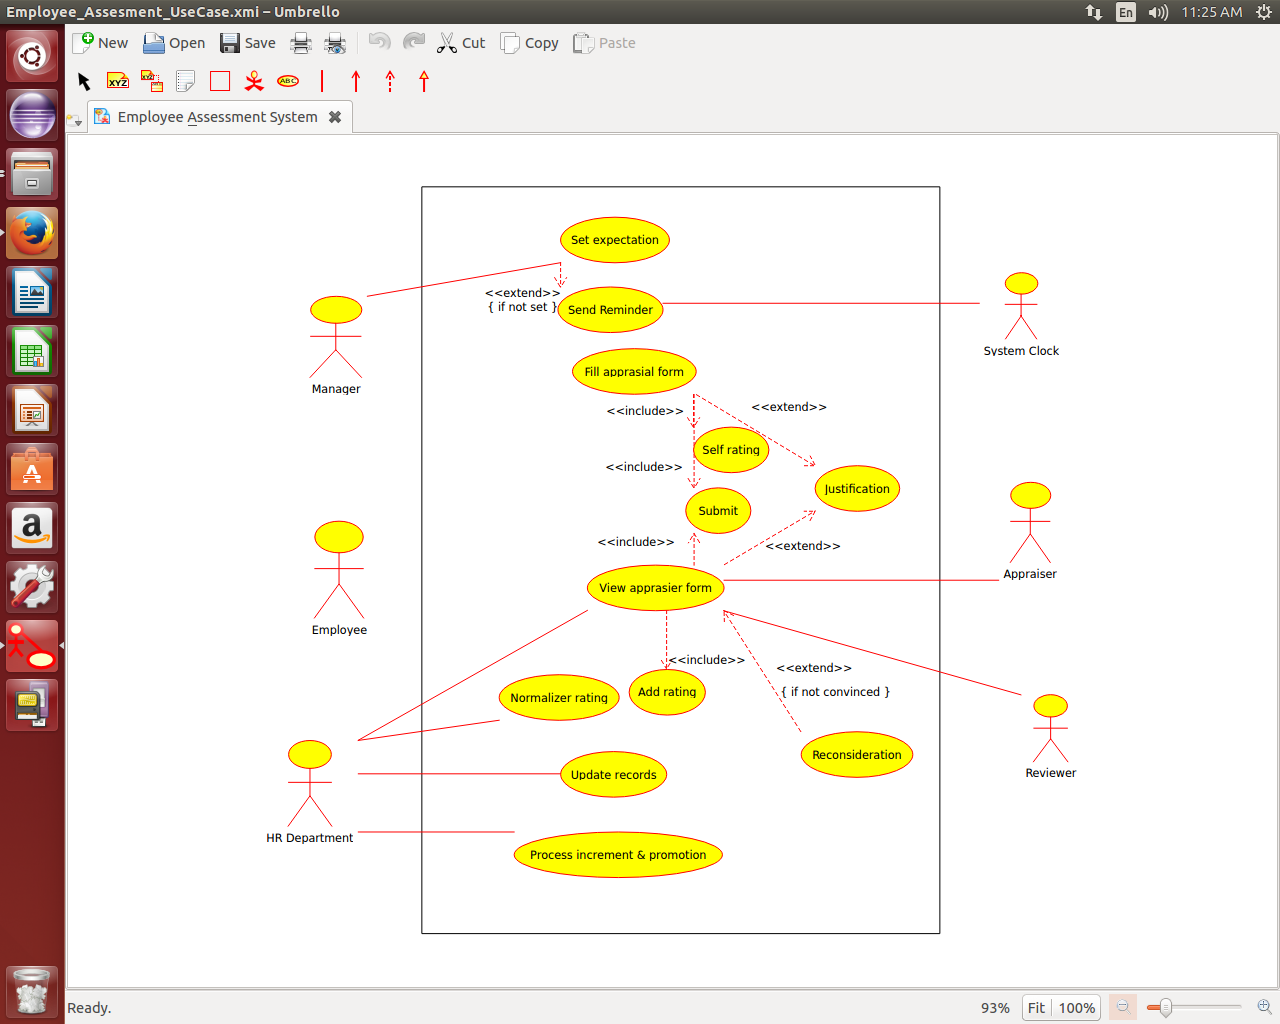 Employee_Assesment_UseCase.xmi – Umbrello
En
11:25 AM
New
Open
Save
Cut
Copy
Paste
XYZ
XYZ
ABC
Employee Assessment System
Set expectation
<<extend>>
{ if not set }
Send Reminder
Manager
System Clock
Fill apprasial form
<<include>>
<<extend>>
Self rating
<<include>>
Justification
Submit
<<include>>
<<extend>>
Appraiser
View apprasier form
Employee
<<include>>
<<extend>>
{ if not convinced }
Normalizer rating
Add rating
Reconsideration
Reviewer
Update records
HR Department
Process increment & promotion
Ready.
93%
Fit
100%